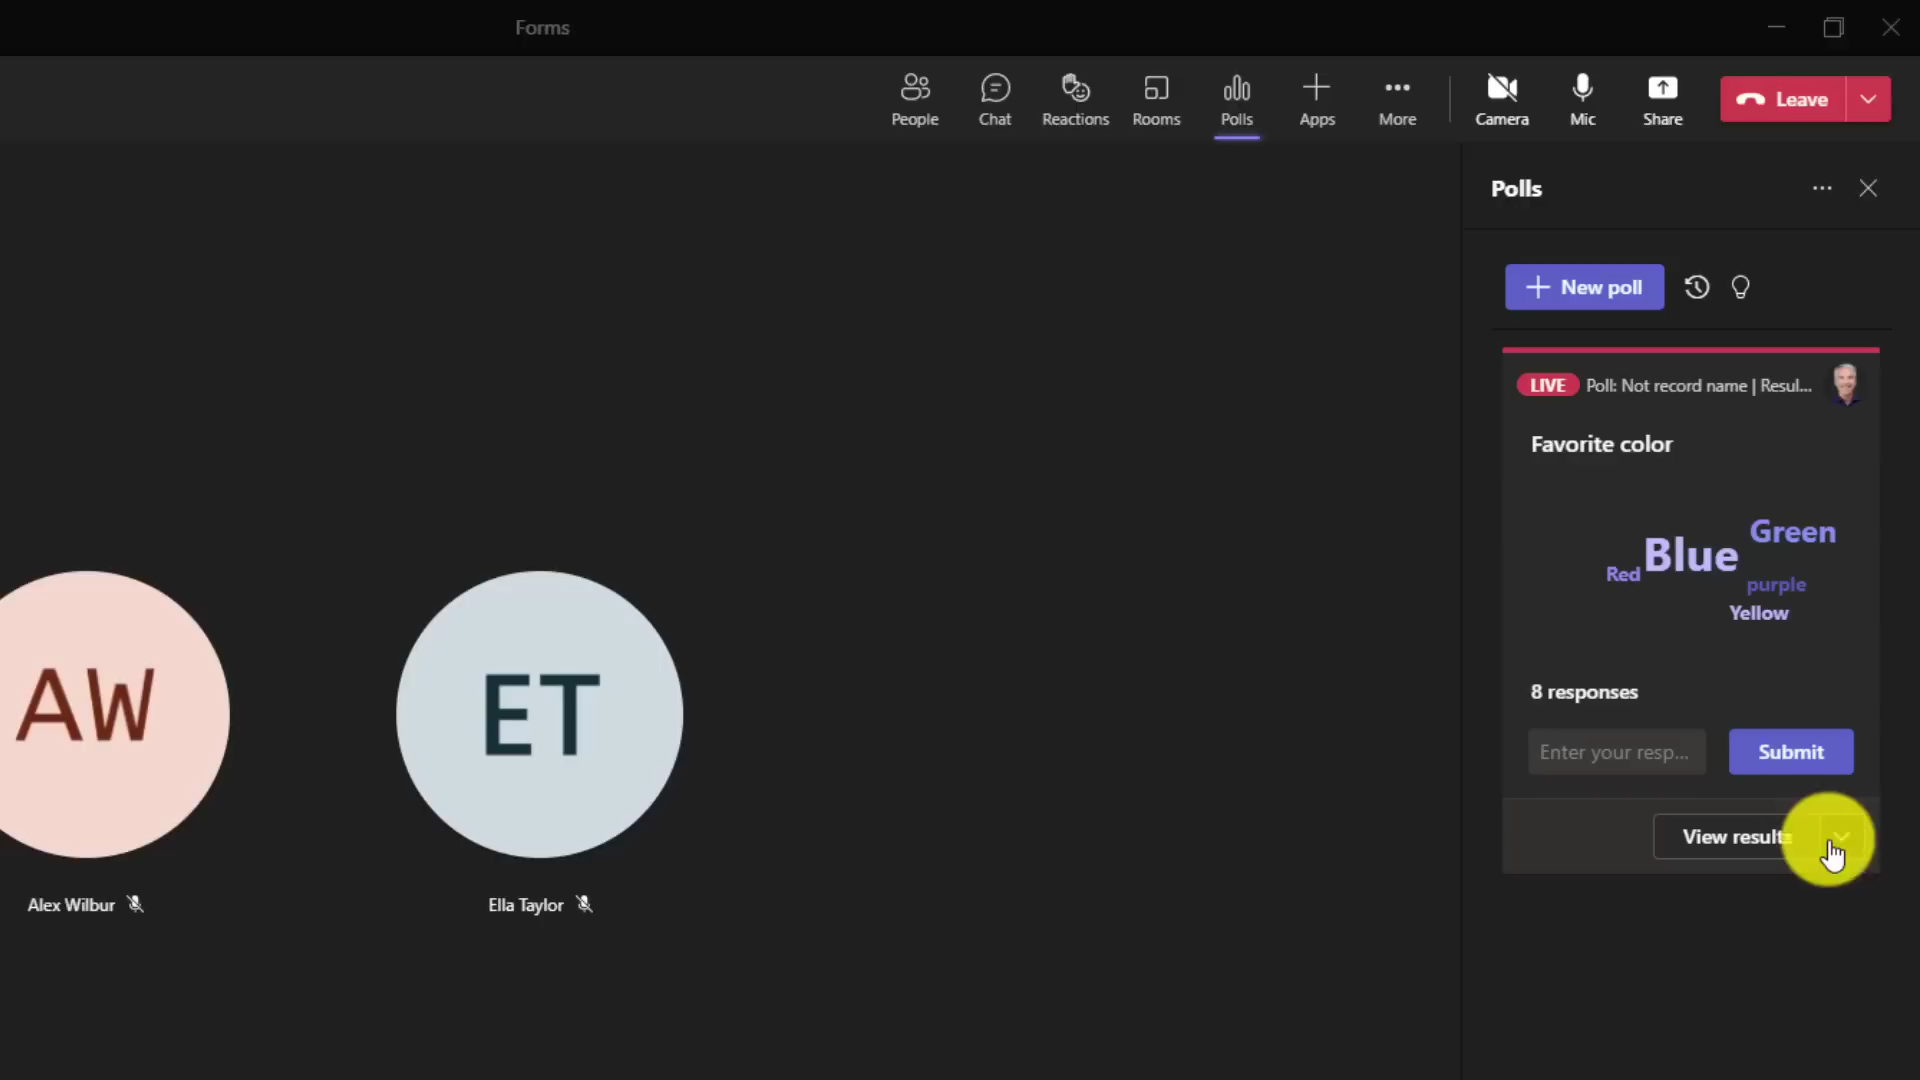 Forms
People
Chat
Reactions
Rooms
Polls
Apps
More
Camera
Mic
Share
Leave
Polls
New poll
LIVE Poll: Not record name | Resul...
Favorite color
Green
Blue
Red
purple
Yellow
8 responses
Enter your resp... Submit
View results
AW
ET
Alex Wilbur
Ella Taylor